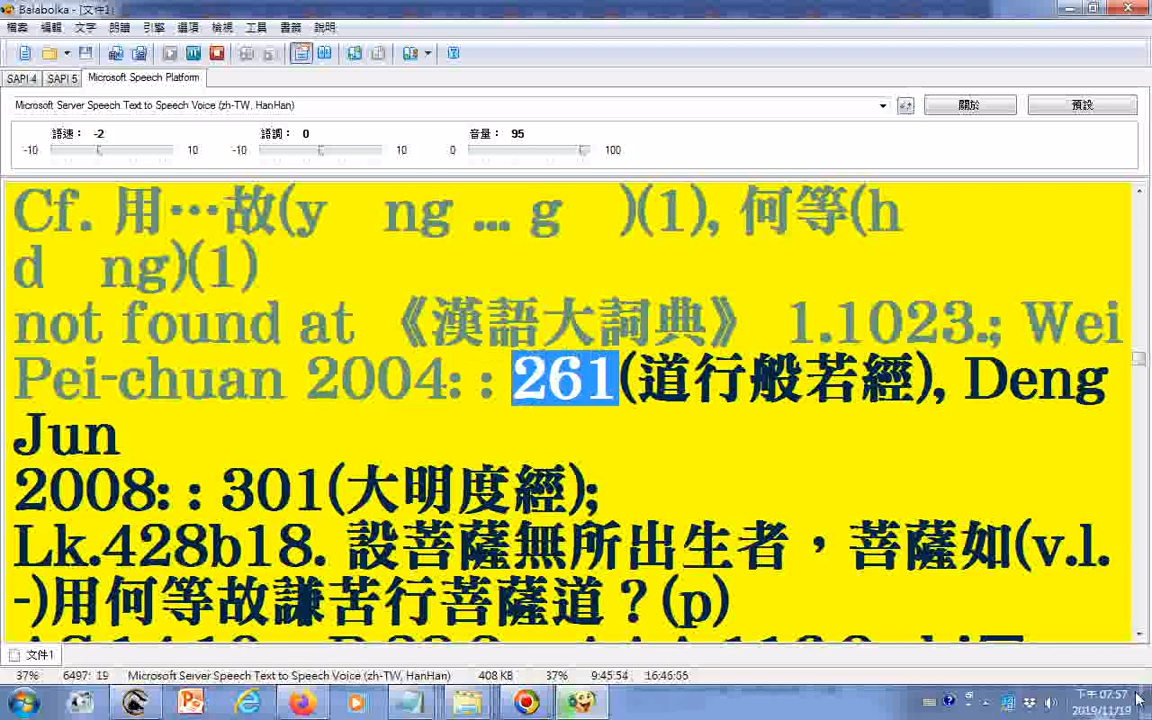 Balabolka - [文件1]
檔案 編輯 文字 朗讀 引擎 選項 檢視 工具 書籤 說明
SAPI 4 SAPI 5 Microsoft Speech Platform
Microsoft Server Speech Text to Speech Voice (zh-TW, HanHan) 關於 預設
語速： -2 語調： 0 音量： 95
-10 10 -10 10 0 100
Cf. 用…故(y ng ... g )(1), 何等(h
d ng)(1)
not found at 《漢語大詞典》 1.1023.; Wei
Pei-chuan 2004: : 261(道行般若經), Deng
Jun
2008: : 301(大明度經);
Lk.428b18. 設菩薩無所出生者，菩薩如(v.l.
-)用何等故謙苦行菩薩道？(p)
文件1
37% 6497: 19 Microsoft Server Speech Text to Speech Voice (zh-TW, HanHan) 408 KB 37% 9:45:54 16:46:55
下午 07:57
2019/11/19